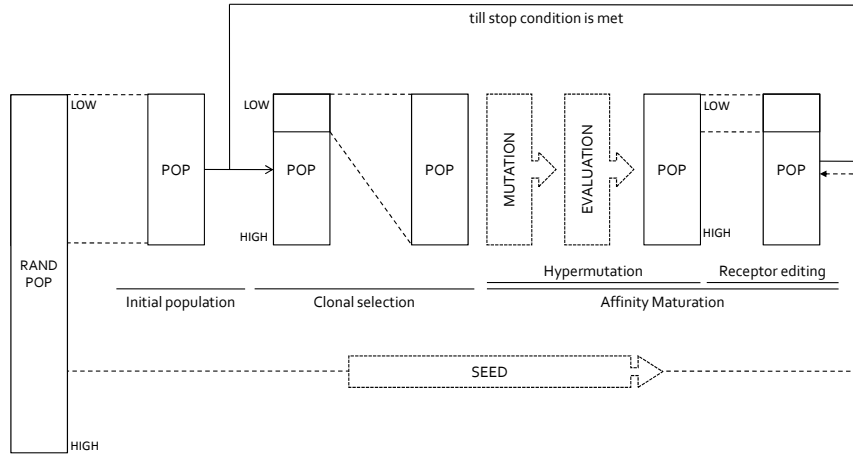 till stop condition is met
LOW
LOW
LOW
POP
POP
POP
MUTATION
EVALUATION
POP
POP
HIGH
HIGH
RAND
POP
Hypermutation
Receptor editing
Initial population
Clonal selection
Affinity Maturation
SEED
HIGH